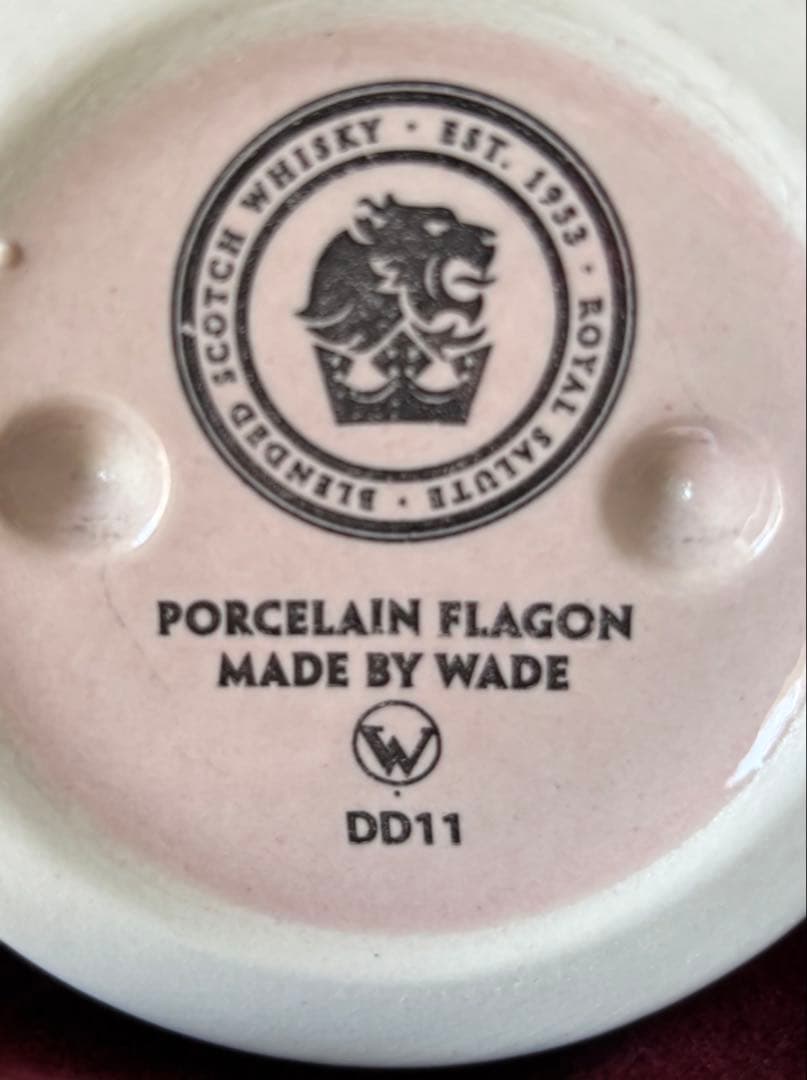 BLENDED SCOTCH WHISKY · EST. 1953 · ROYAL SALUTE ·
PORCELAIN FLAGON
MADE BY WADE
W
DD11